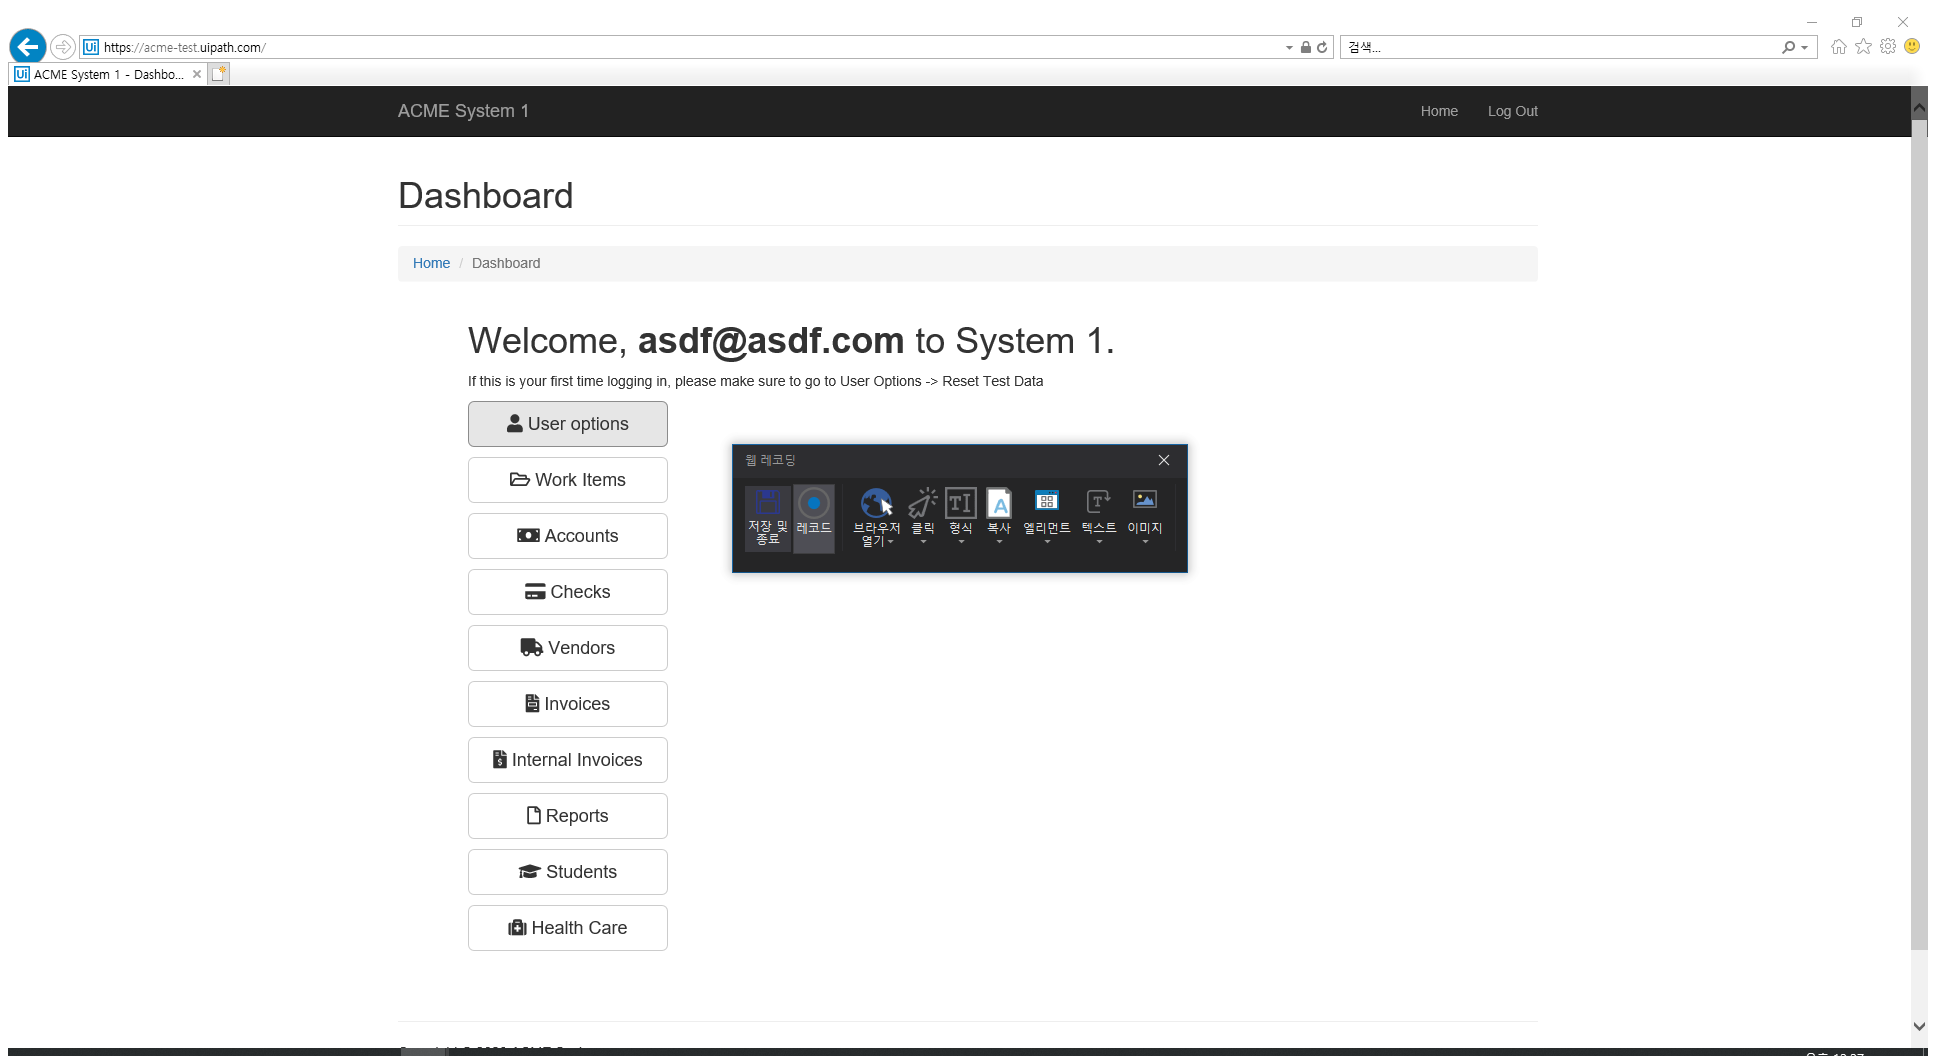 https://acme-test.uipath.com/
검색...
ACME System 1 - Dashbo...
ACME System 1
Home
Log Out
Dashboard
Home / Dashboard
Welcome, asdf@asdf.com to System 1.
If this is your first time logging in, please make sure to go to User Options -> Reset Test Data
User options
Work Items
Accounts
Checks
Vendors
Invoices
Internal Invoices
Reports
Students
Health Care
웹 레코딩
저장 및
종료
레코드
브라우저
열기
클릭
형식
복사
엘리먼트
텍스트
이미지